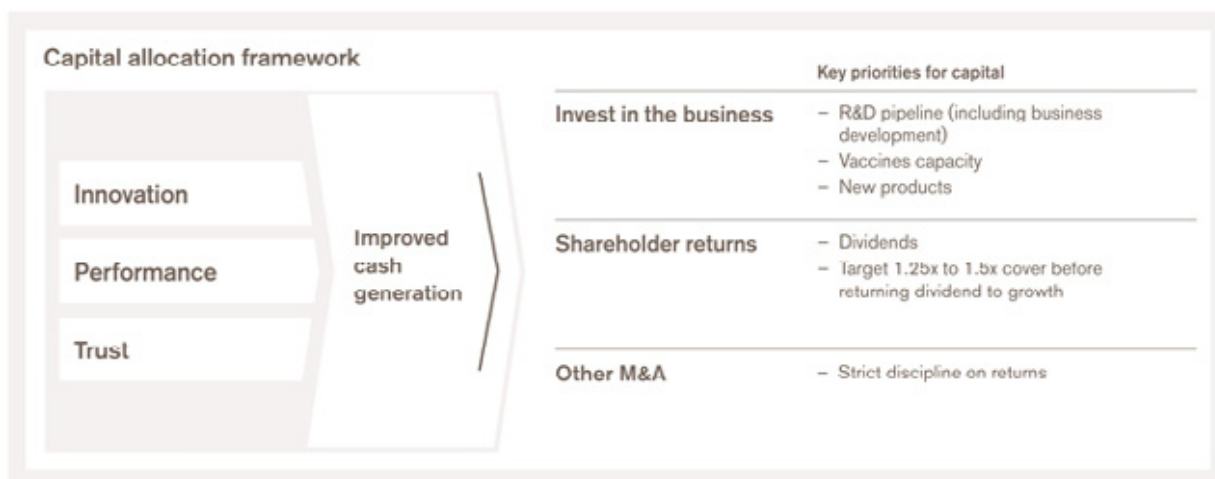 Capital allocation framework
Innovation
Performance
Trust
Improved
cash
generation
Key priorities for capital
Invest in the business
– R&D pipeline (including business
development)
– Vaccines capacity
– New products
Shareholder returns
– Dividends
– Target 1.25x to 1.5x cover before
returning dividend to growth
Other M&A
– Strict discipline on returns